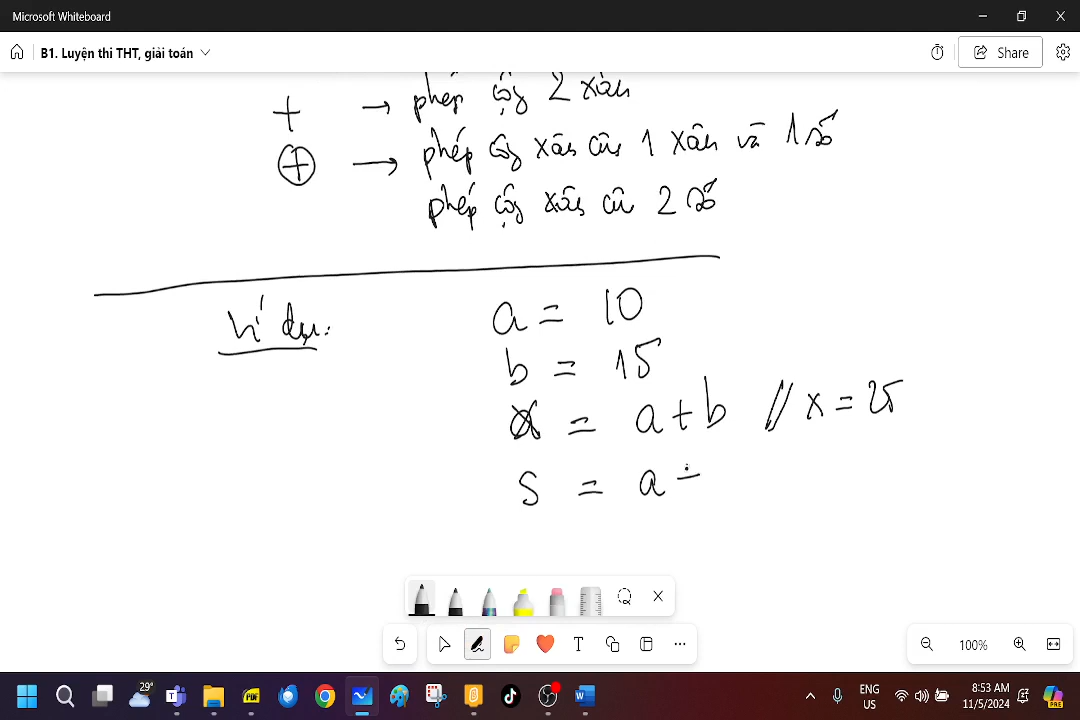 Microsoft Whiteboard
B1. Luyện thi THT, giải toán
Share
+ → phép cộng 2 xâu
⊕ → phép cộng xâu của 1 xâu và 1 số
phép cộng xâu của 2 số
Ví dụ:
a = 10
b = 15
x = a + b // x = 25
s = a
100%
29°
ENG
US
8:53 AM
11/5/2024
PDF
PRE